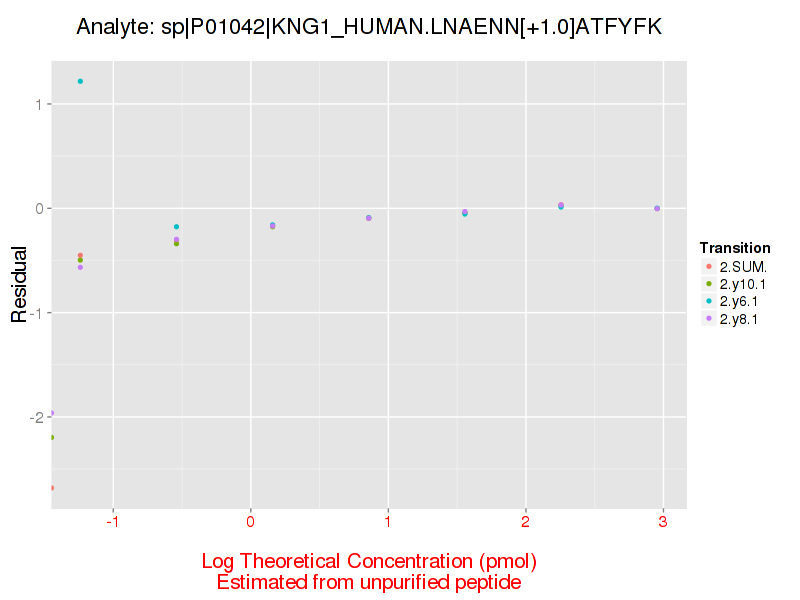 Analyte: sp|P01042|KNG1_HUMAN.LNAENN[+1.0]ATFYFK
Residual
1
0
-1
-2
-1
0
1
2
3
Log Theoretical Concentration (pmol)
Estimated from unpurified peptide
Transition
2.SUM.
2.y10.1
2.y6.1
2.y8.1